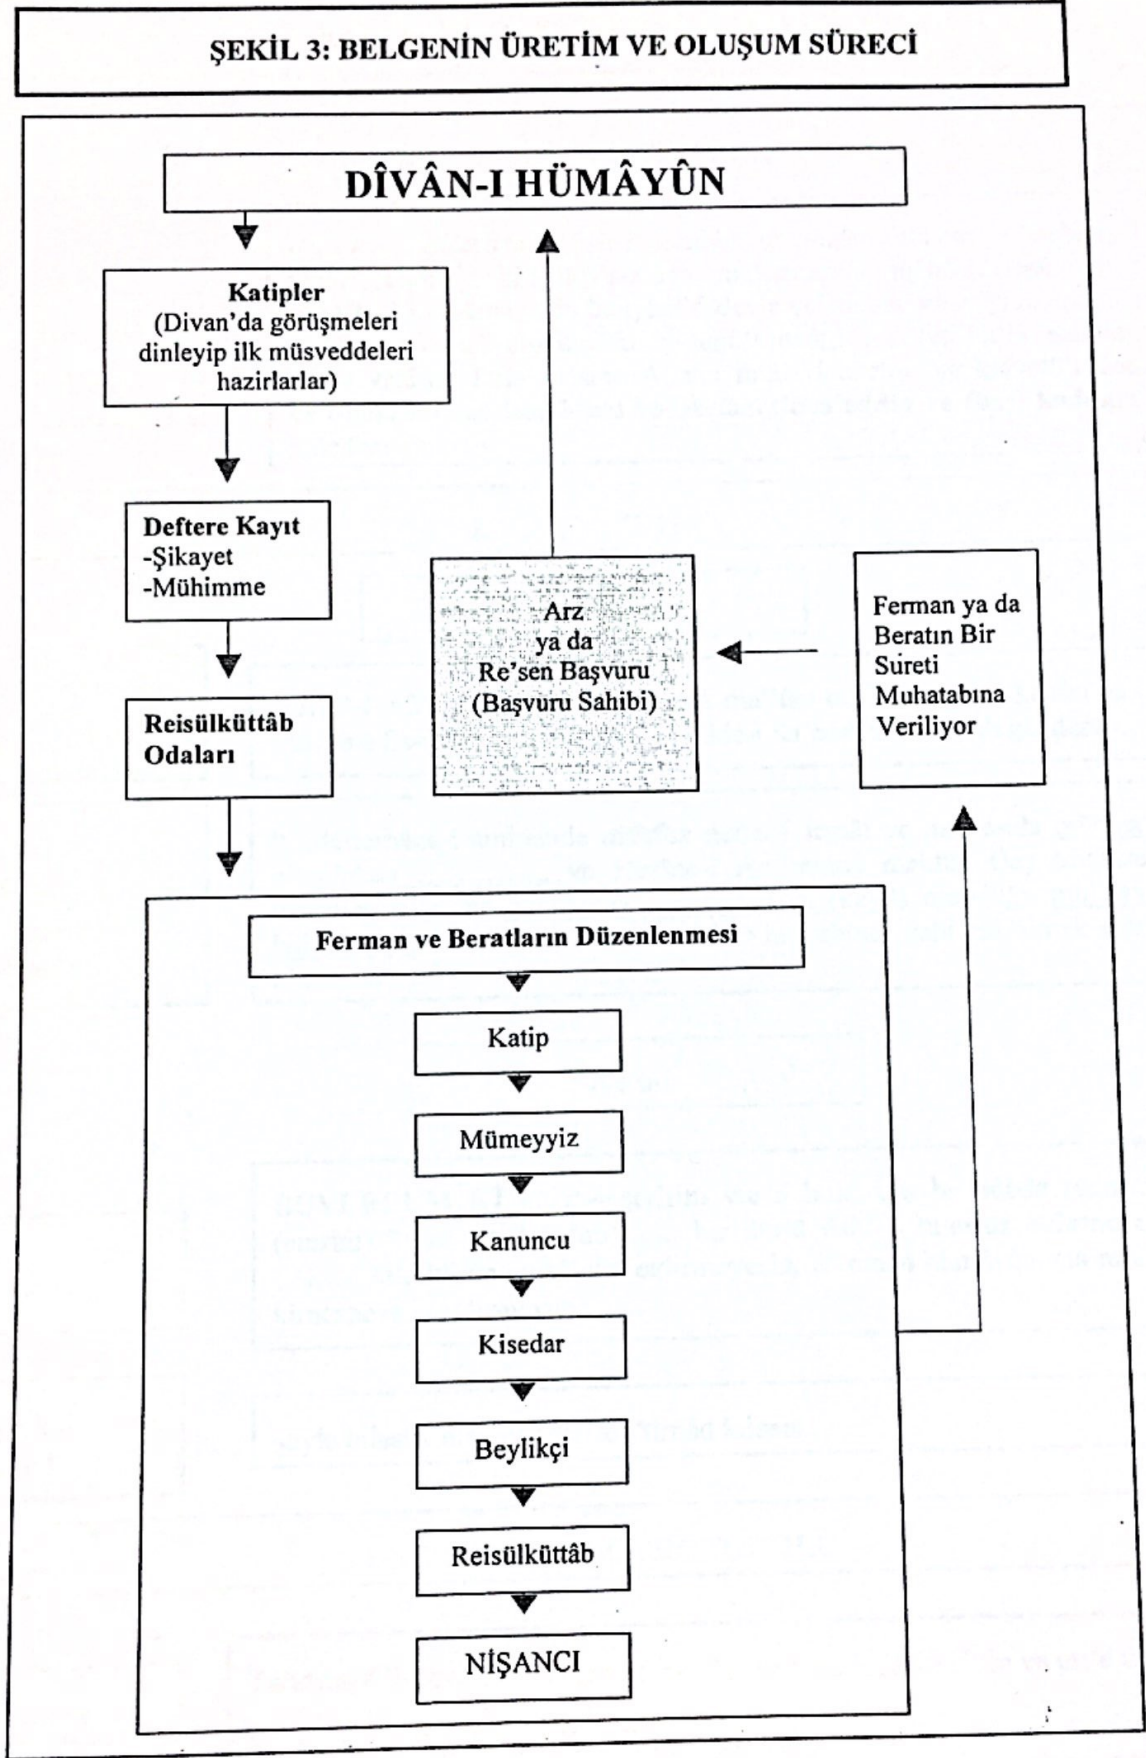 ŞEKİL 3: BELGENİN ÜRETİM VE OLUŞUM SÜRECİ
DÎVÂN-I HÜMÂYÛN
Katipler
(Divan'da görüşmeleri
dinleyip ilk müsveddeleri
hazirlarlar)
Deftere Kayıt
-Şikayet
-Mühimme
Reisülküttâb
Odaları
Arz
ya da
Re'sen Başvuru
(Başvuru Sahibi)
Ferman ya da
Beratın Bir
Sureti
Muhatabına
Veriliyor
Ferman ve Beratların Düzenlenmesi
Katip
Mümeyyiz
Kanuncu
Kisedar
Beylikçi
Reisülküttâb
NİŞANCI